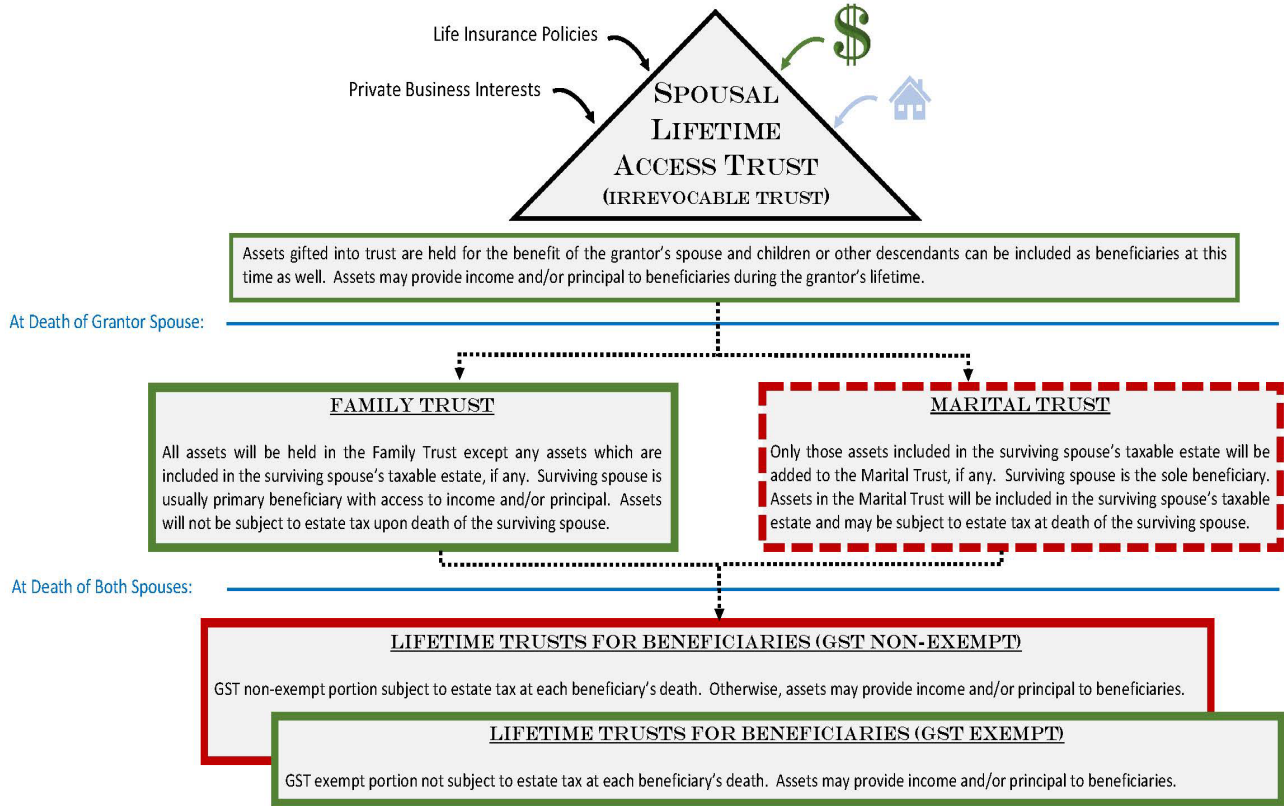 Life Insurance Policies
$
Private Business Interests
SPOUSAL
LIFETIME
ACCESS TRUST
(IRREVOCABLE TRUST)
Assets gifted into trust are held for the benefit of the grantor's spouse and children or other descendants can be included as beneficiaries at this
time as well. Assets may provide income and/or principal to beneficiaries during the grantor's lifetime.
At Death of Grantor Spouse:
FAMILY TRUST
All assets will be held in the Family Trust except any assets which are
included in the surviving spouse's taxable estate, if any. Surviving spouse is
usually primary beneficiary with access to income and/or principal. Assets
will not be subject to estate tax upon death of the surviving spouse.
MARITAL TRUST
Only those assets included in the surviving spouse's taxable estate will be
added to the Marital Trust, if any. Surviving spouse is the sole beneficiary.
Assets in the Marital Trust will be included in the surviving spouse's taxable
estate and may be subject to estate tax at death of the surviving spouse.
At Death of Both Spouses:
LIFETIME TRUSTS FOR BENEFICIARIES (GST NON-EXEMPT)
GST non-exempt portion subject to estate tax at each beneficiary's death. Otherwise, assets may provide income and/or principal to beneficiaries.
LIFETIME TRUSTS FOR BENEFICIARIES (GST EXEMPT)
GST exempt portion not subject to estate tax at each beneficiary's death. Assets may provide income and/or principal to beneficiaries.